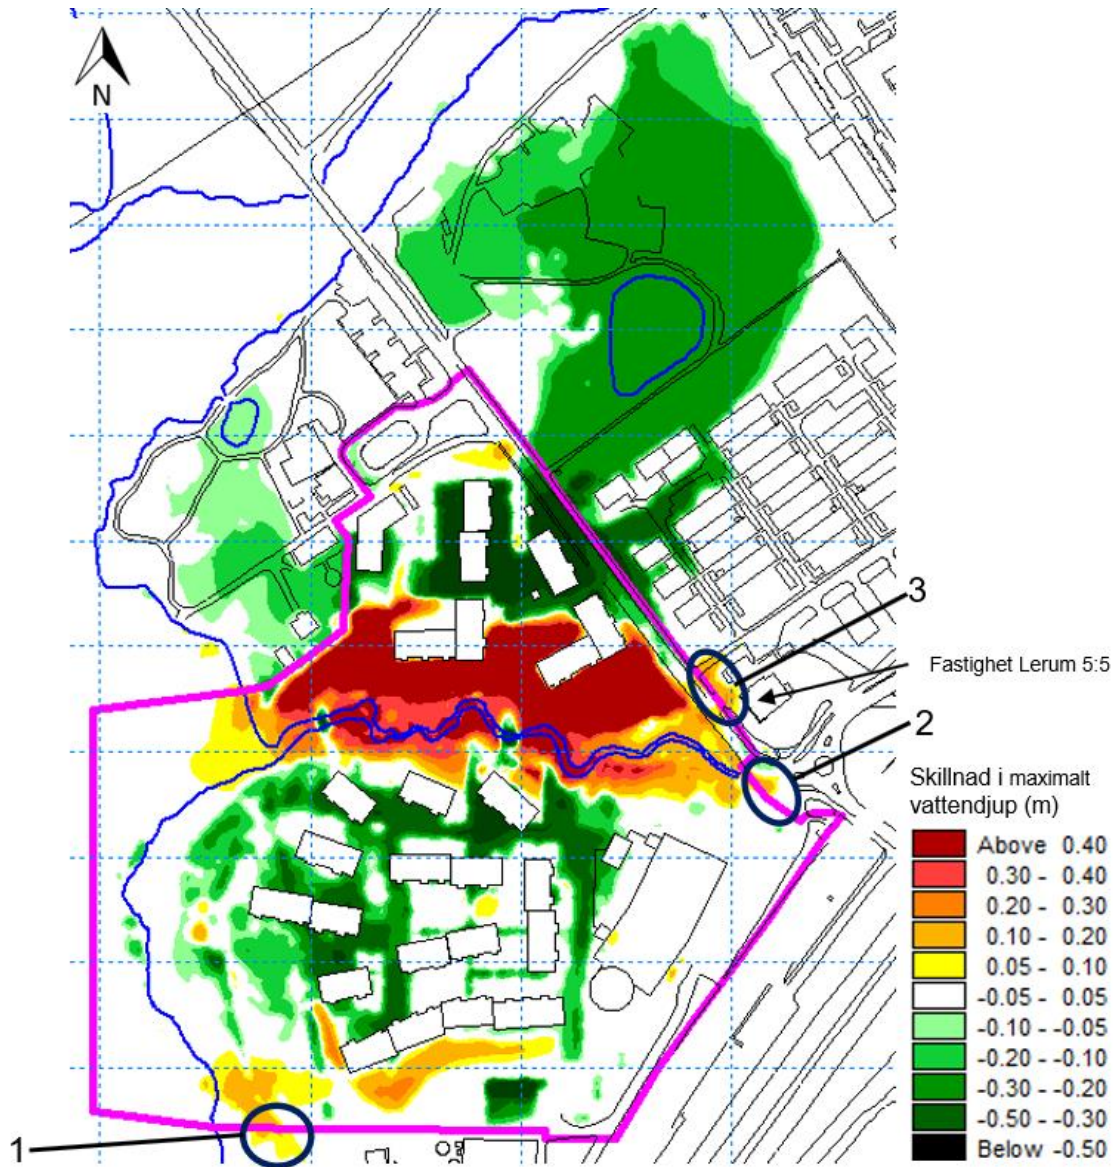 N
3
Fastighet Lerum 5:5
2
Skillnad i maximalt
vattendjup (m)
Above 0.40
0.30 - 0.40
0.20 - 0.30
0.10 - 0.20
0.05 - 0.10
-0.05 - 0.05
-0.10 - -0.05
-0.20 - -0.10
-0.30 - -0.20
-0.50 - -0.30
Below -0.50
1